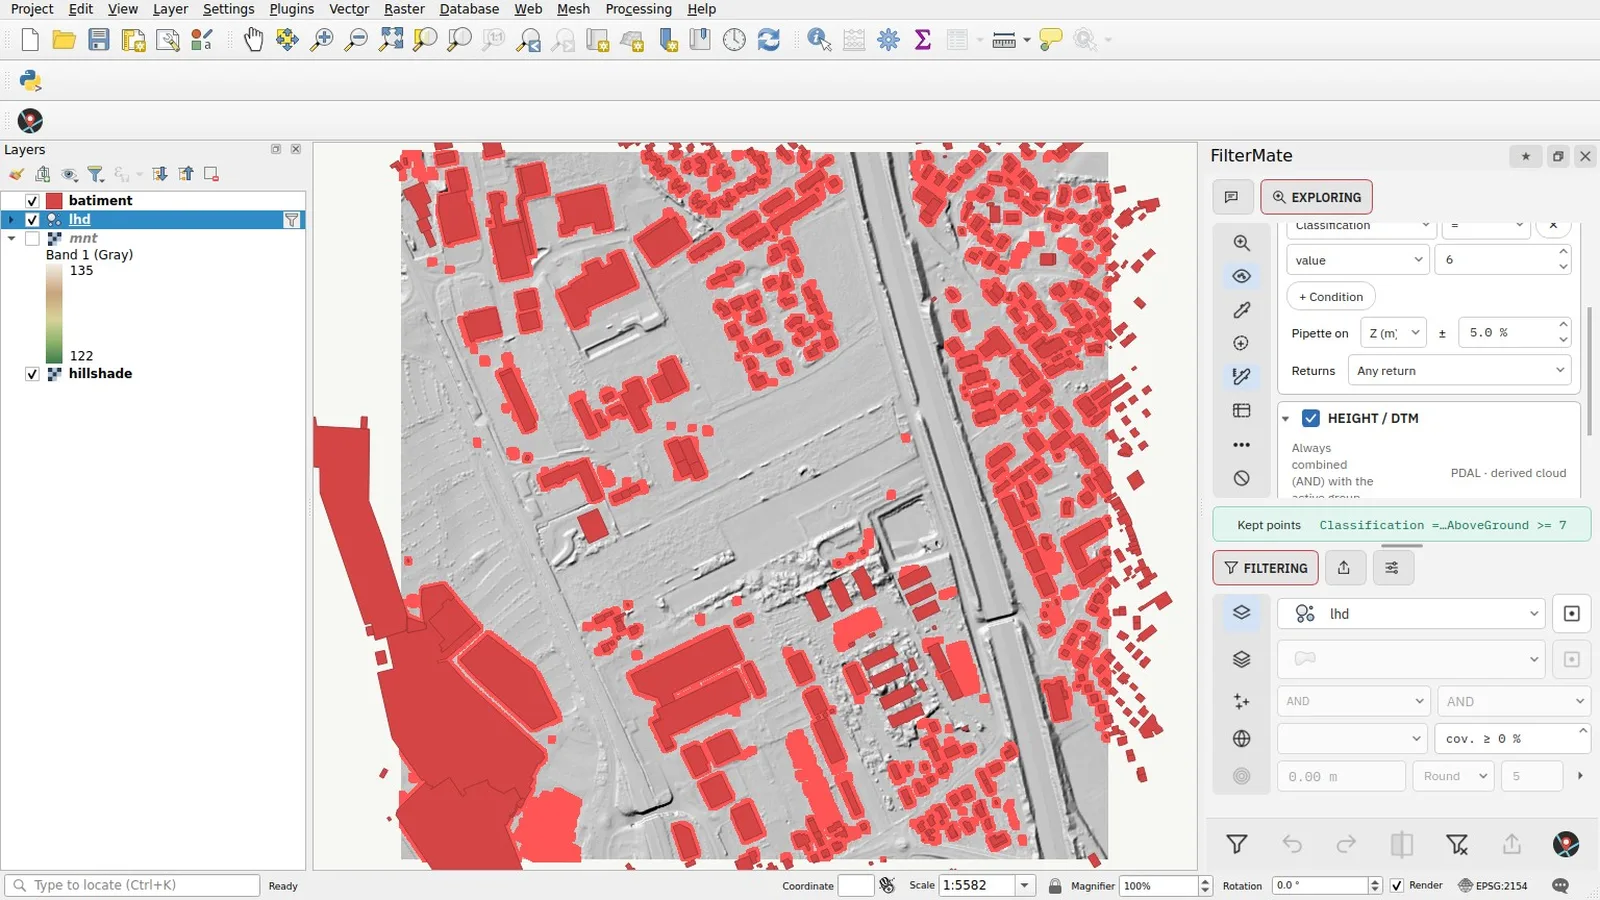 Project Edit View Layer Settings Plugins Vector Raster Database Web Mesh Processing Help
Layers
batiment
lhd
mnt
Band 1 (Gray)
135
122
hillshade
FilterMate
EXPLORING
Classification =
value 6
+ Condition
Pipette on Z (m) ± 5.0 %
Returns Any return
HEIGHT / DTM
Always
combined
(AND) with the
PDAL - derived cloud
Kept points Classification =…AboveGround >= 7
FILTERING
lhd
AND AND
cov. ≥ 0 %
0.00 m Round 5
Type to locate (Ctrl+K) Ready Coordinate Scale 1:5582 Magnifier 100% Rotation 0.0 ° Render EPSG:2154